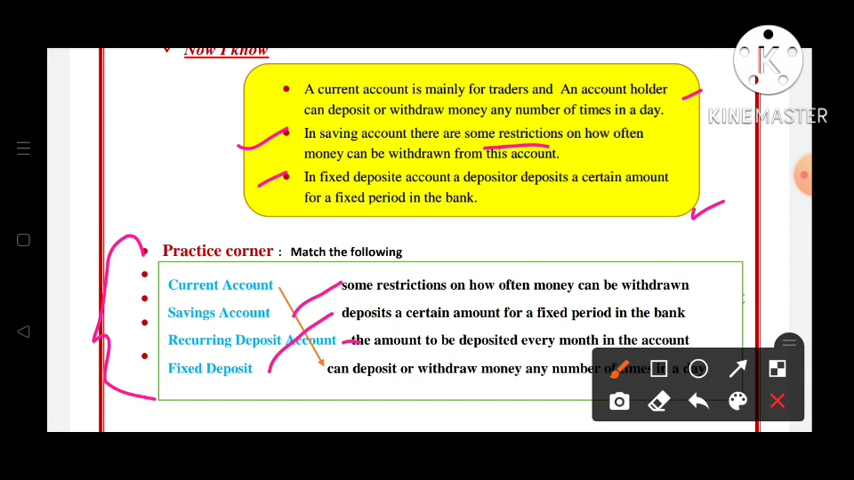 Now I know
A current account is mainly for traders and An account holder
can deposit or withdraw money any number of times in a day.
In saving account there are some restrictions on how often
money can be withdrawn from this account.
In fixed deposite account a depositor deposits a certain amount
for a fixed period in the bank.
K
KINEMASTER
Practice corner : Match the following
Current Account some restrictions on how often money can be withdrawn
Savings Account deposits a certain amount for a fixed period in the bank
Recurring Deposit Account the amount to be deposited every month in the account
Fixed Deposit can deposit or withdraw money any number of times in a day